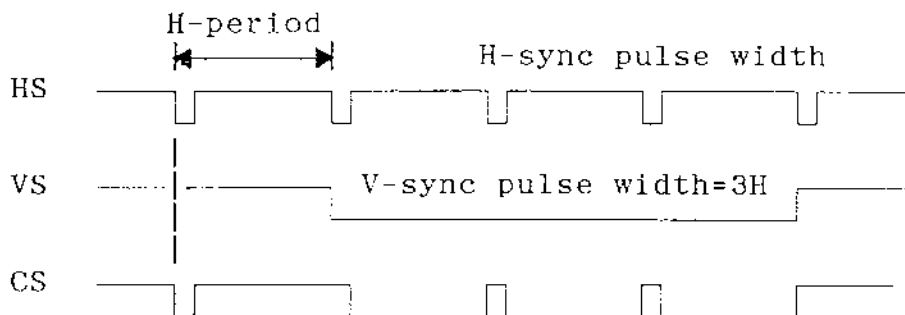 H-period
H-sync pulse width
HS
VS
V-sync pulse width=3H
CS